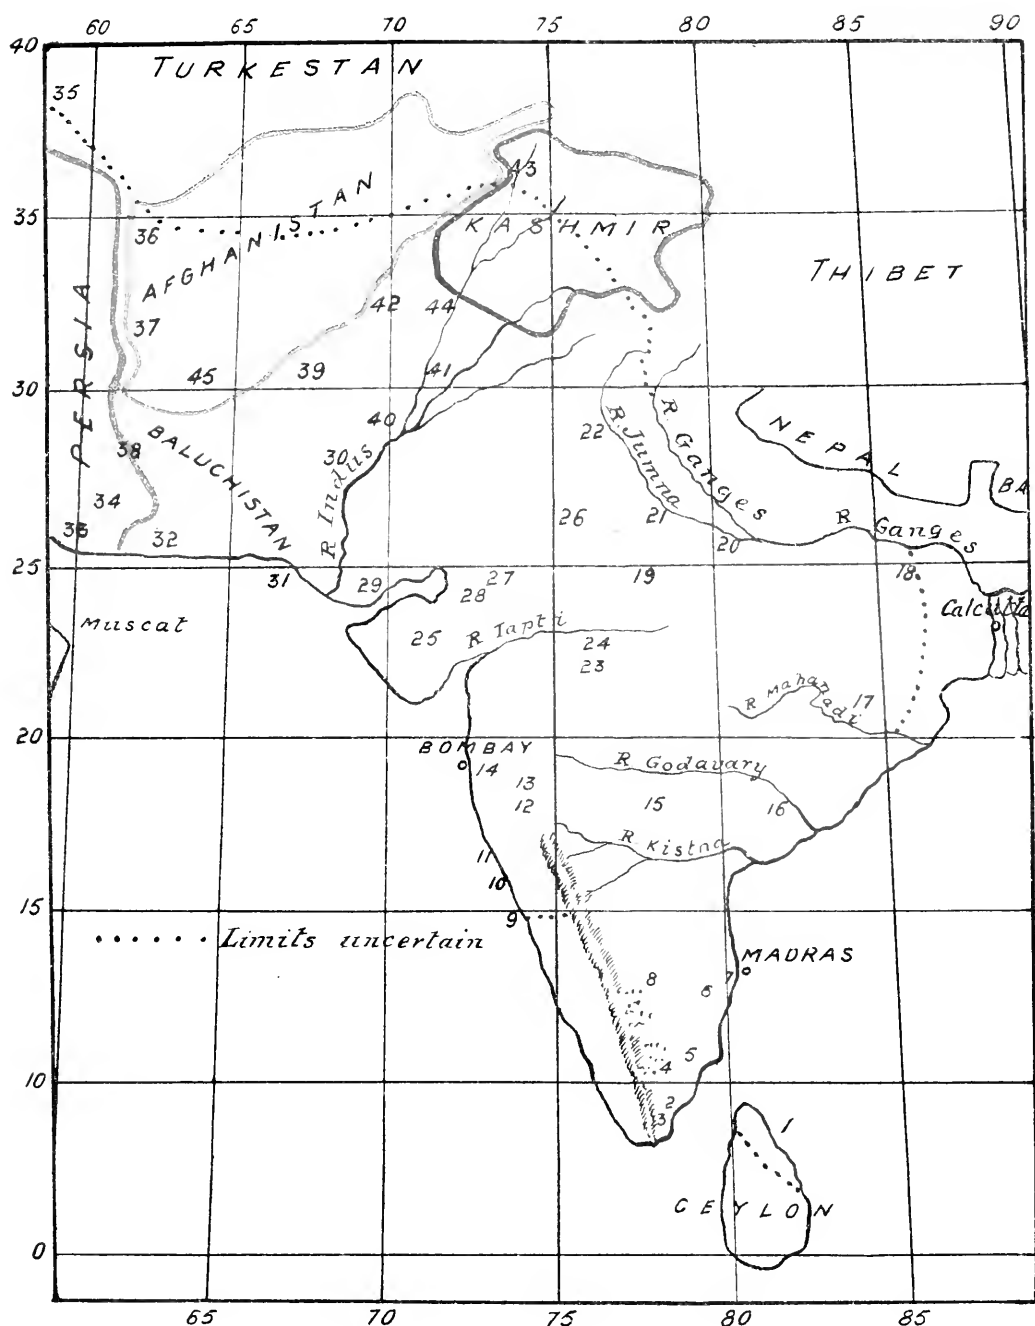 60 65 70 75 80 85 90
40
TURKESTAN
35
43
AFGHANISTAN
KASHMIR
35
36
THIBET
PERSIA
42 44
37
45 39 41
30
40
BALUCHISTAN
38
30
R. Indus
22
R. Jumna
R. Ganges
NEPAL
BA
34
33 32
26 21
20
R Ganges
25
31 29
28 27
19
18
Calcutta
Muscat
25
R Tapti
24
23
R Mahanadi
17
20
BOMBAY
14
13
12
R Godavary
15 16
11
R. Kistna
10
15
9
Limits uncertain
8
6
7
MADRAS
5
4
10
2
3
1
CEYLON
0
65 70 75 80 85